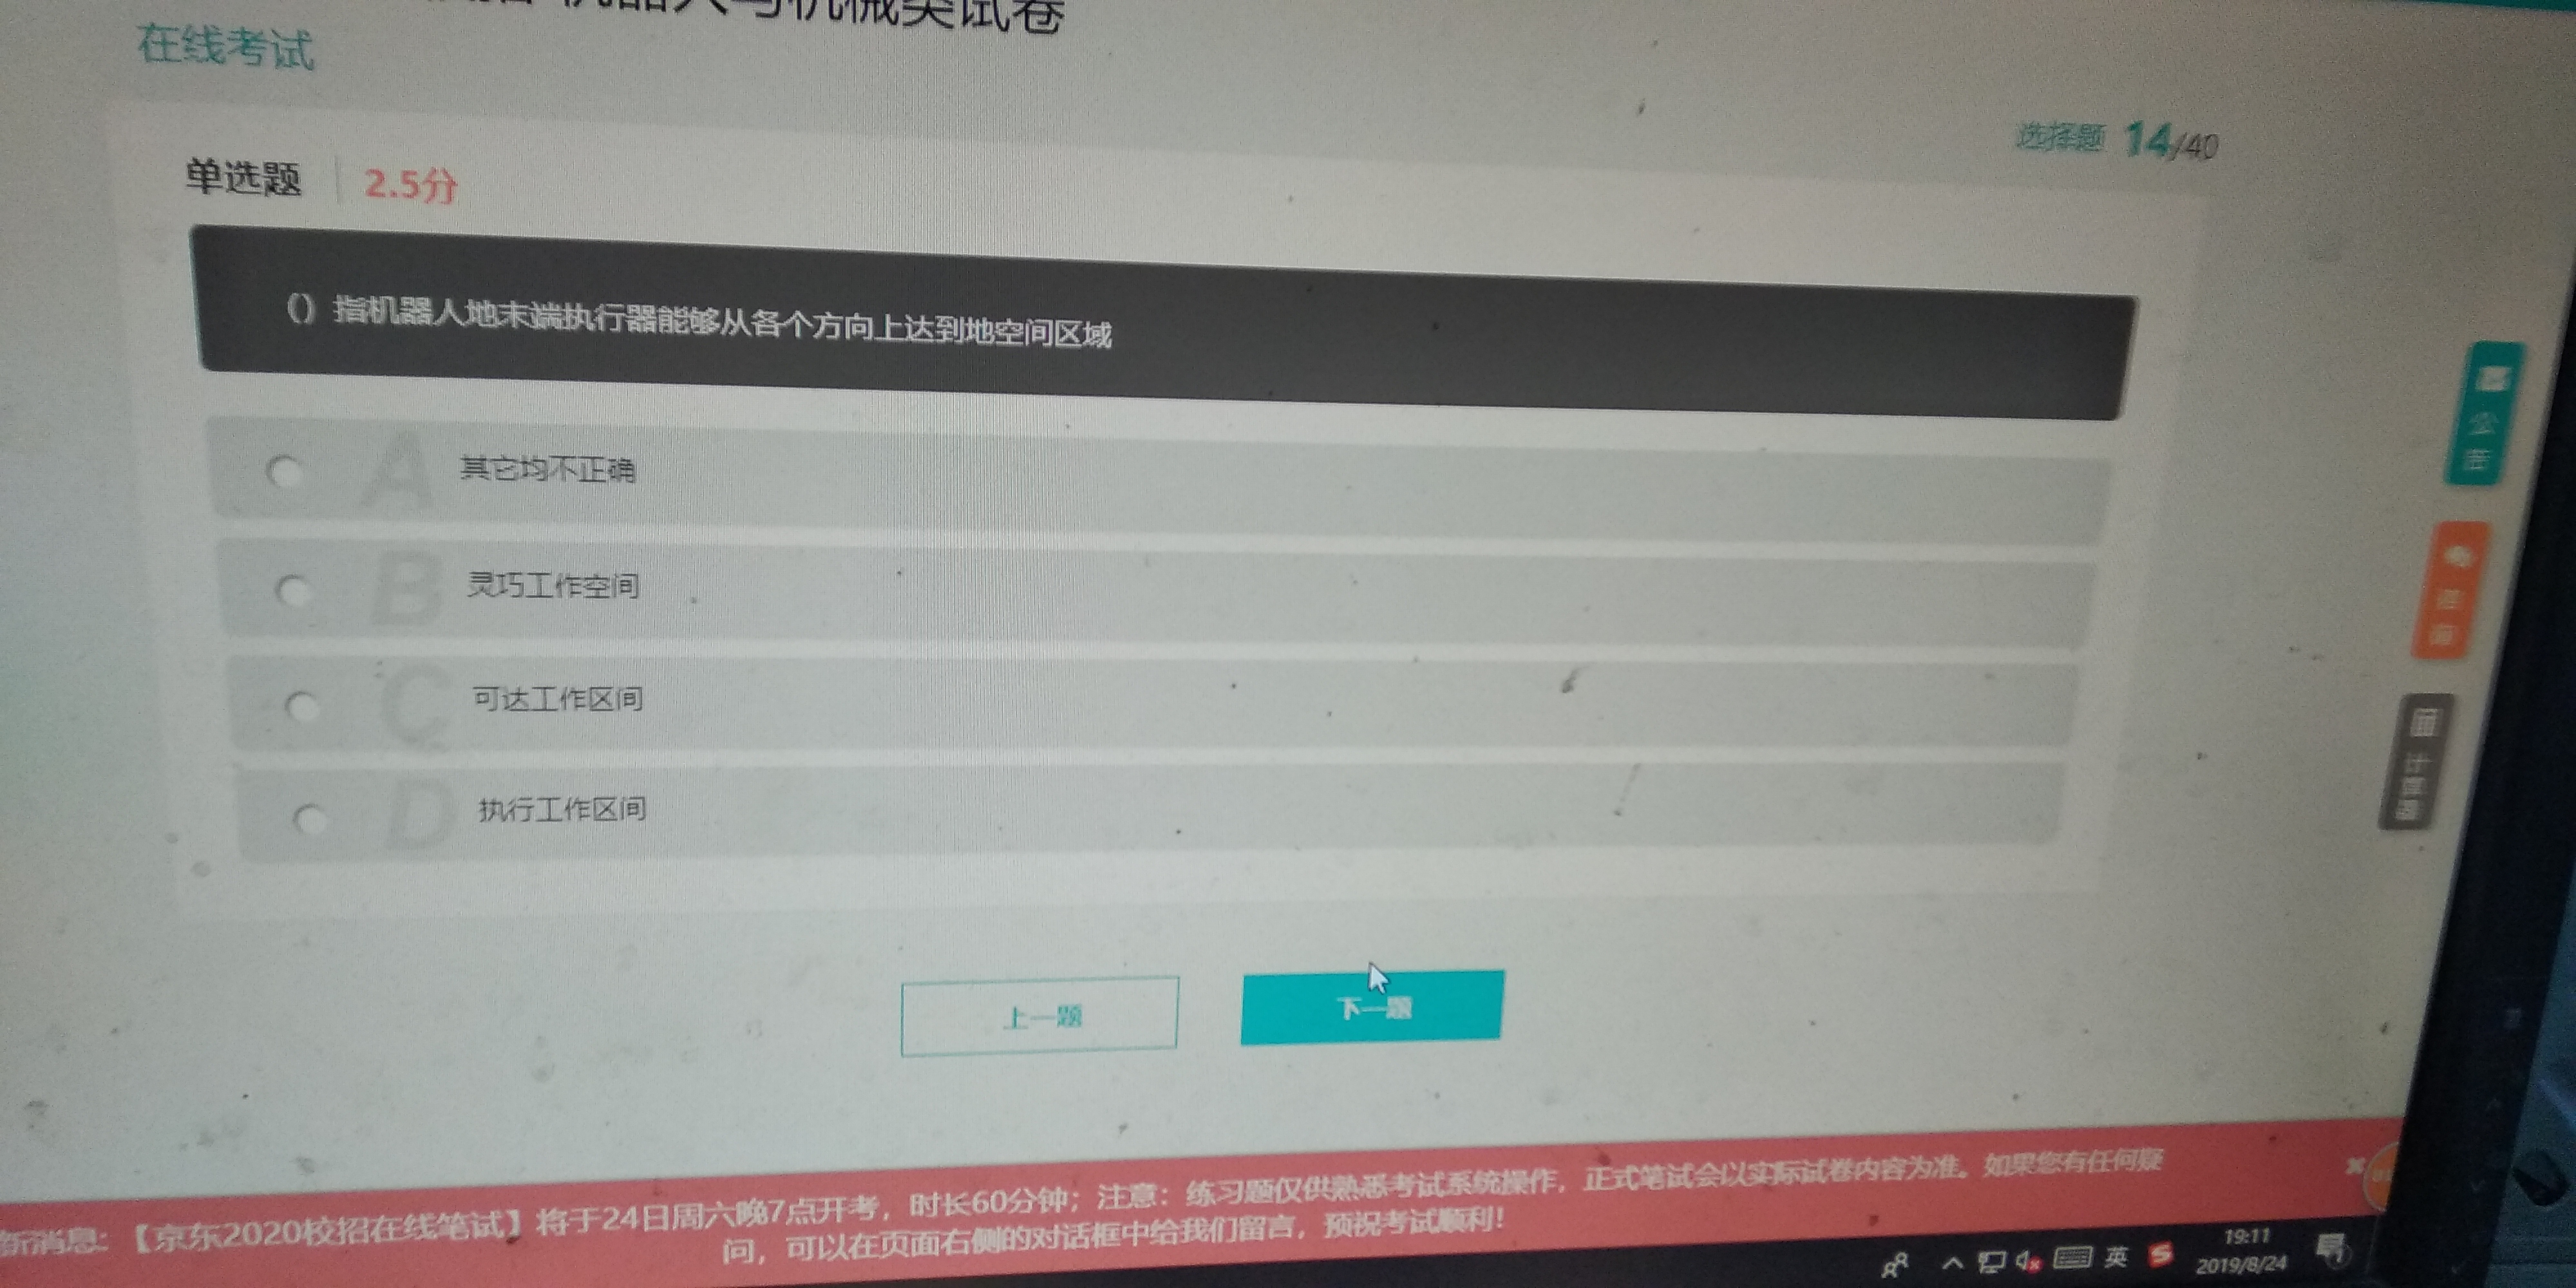 机器人与机械类试卷
在线考试
选择题 14/40
单选题 2.5分
() 指机器人地末端执行器能够从各个方向上达到地空间区域
A 其它均不正确
B 灵巧工作空间
C 可达工作区间
D 执行工作区间
公告
计算器
上一题
下一题
新消息：【京东2020校招在线笔试】将于24日周六晚7点开考，时长60分钟；注意：练习题仅供熟悉考试系统操作，正式笔试会以实际试卷内容为准。如果您有任何疑
问，可以在页面右侧的对话框中给我们留言，预祝考试顺利！
英
19:11
2019/8/24